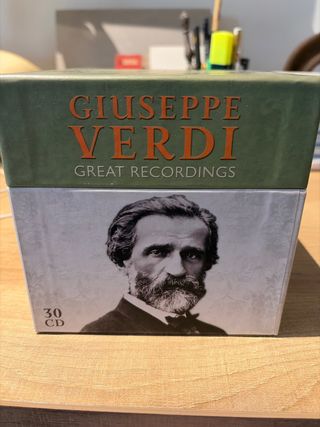 GIUSEPPE
VERDI
GREAT RECORDINGS
30
CD